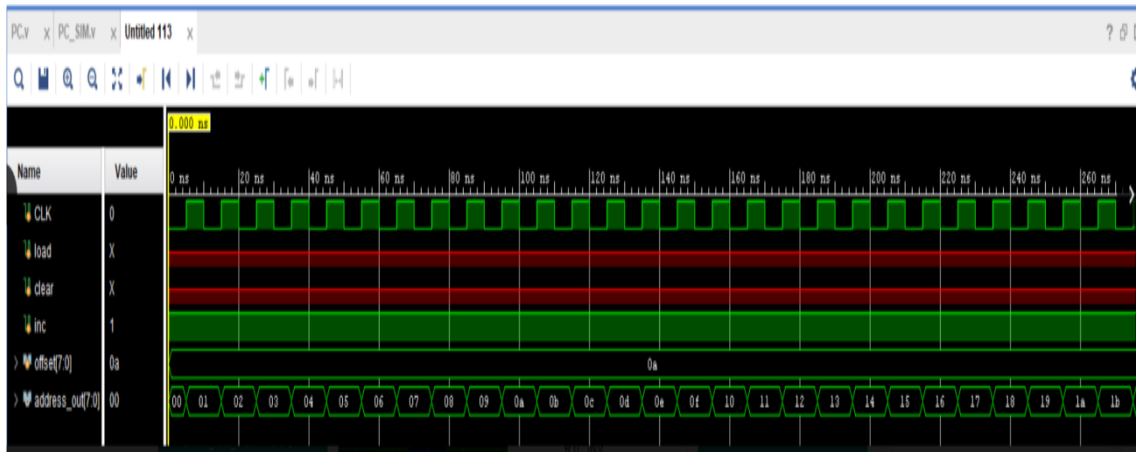 PC.v x PC_SIM.v x Untitled 113 x ?
0.000 ns
Name Value
0 ns 20 ns 40 ns 60 ns 80 ns 100 ns 120 ns 140 ns 160 ns 180 ns 200 ns 220 ns 240 ns 260 ns
CLK 0
load X
clear X
inc 1
offset[7:0] 0a 0a
address_out[7:0] 00 00 01 02 03 04 05 06 07 08 09 0a 0b 0c 0d 0e 0f 10 11 12 13 14 15 16 17 18 19 1a 1b